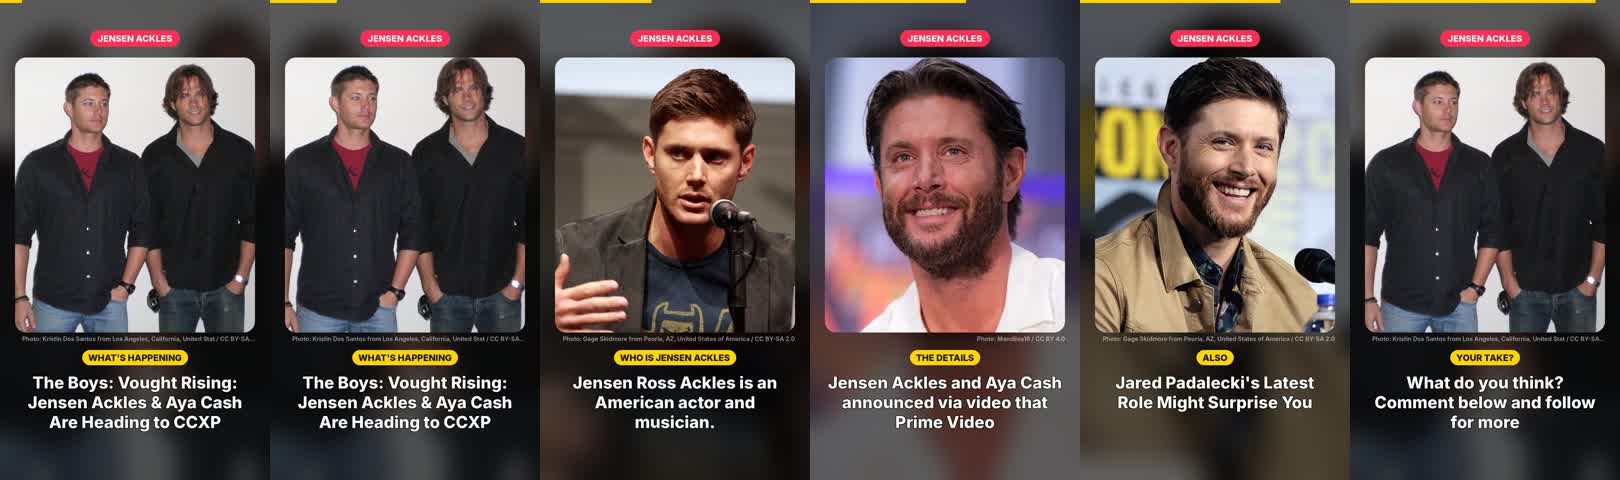 JENSEN ACKLES
Photo: Kristin Dos Santos from Los Angeles, California, United Stat / CC BY-SA...
WHAT'S HAPPENING
The Boys: Vought Rising:
Jensen Ackles & Aya Cash
Are Heading to CCXP
JENSEN ACKLES
Photo: Kristin Dos Santos from Los Angeles, California, United Stat / CC BY-SA...
WHAT'S HAPPENING
The Boys: Vought Rising:
Jensen Ackles & Aya Cash
Are Heading to CCXP
JENSEN ACKLES
Photo: Gage Skidmore from Peoria, AZ, United States of America / CC BY-SA 2.0
WHO IS JENSEN ACKLES
Jensen Ross Ackles is an
American actor and
musician.
JENSEN ACKLES
Photo: Mandiiea16 / CC BY 4.0
THE DETAILS
Jensen Ackles and Aya Cash
announced via video that
Prime Video
JENSEN ACKLES
Photo: Gage Skidmore from Peoria, AZ, United States of America / CC BY-SA 2.0
ALSO
Jared Padalecki's Latest
Role Might Surprise You
JENSEN ACKLES
Photo: Kristin Dos Santos from Los Angeles, California, United Stat / CC BY-SA...
YOUR TAKE?
What do you think?
Comment below and follow
for more